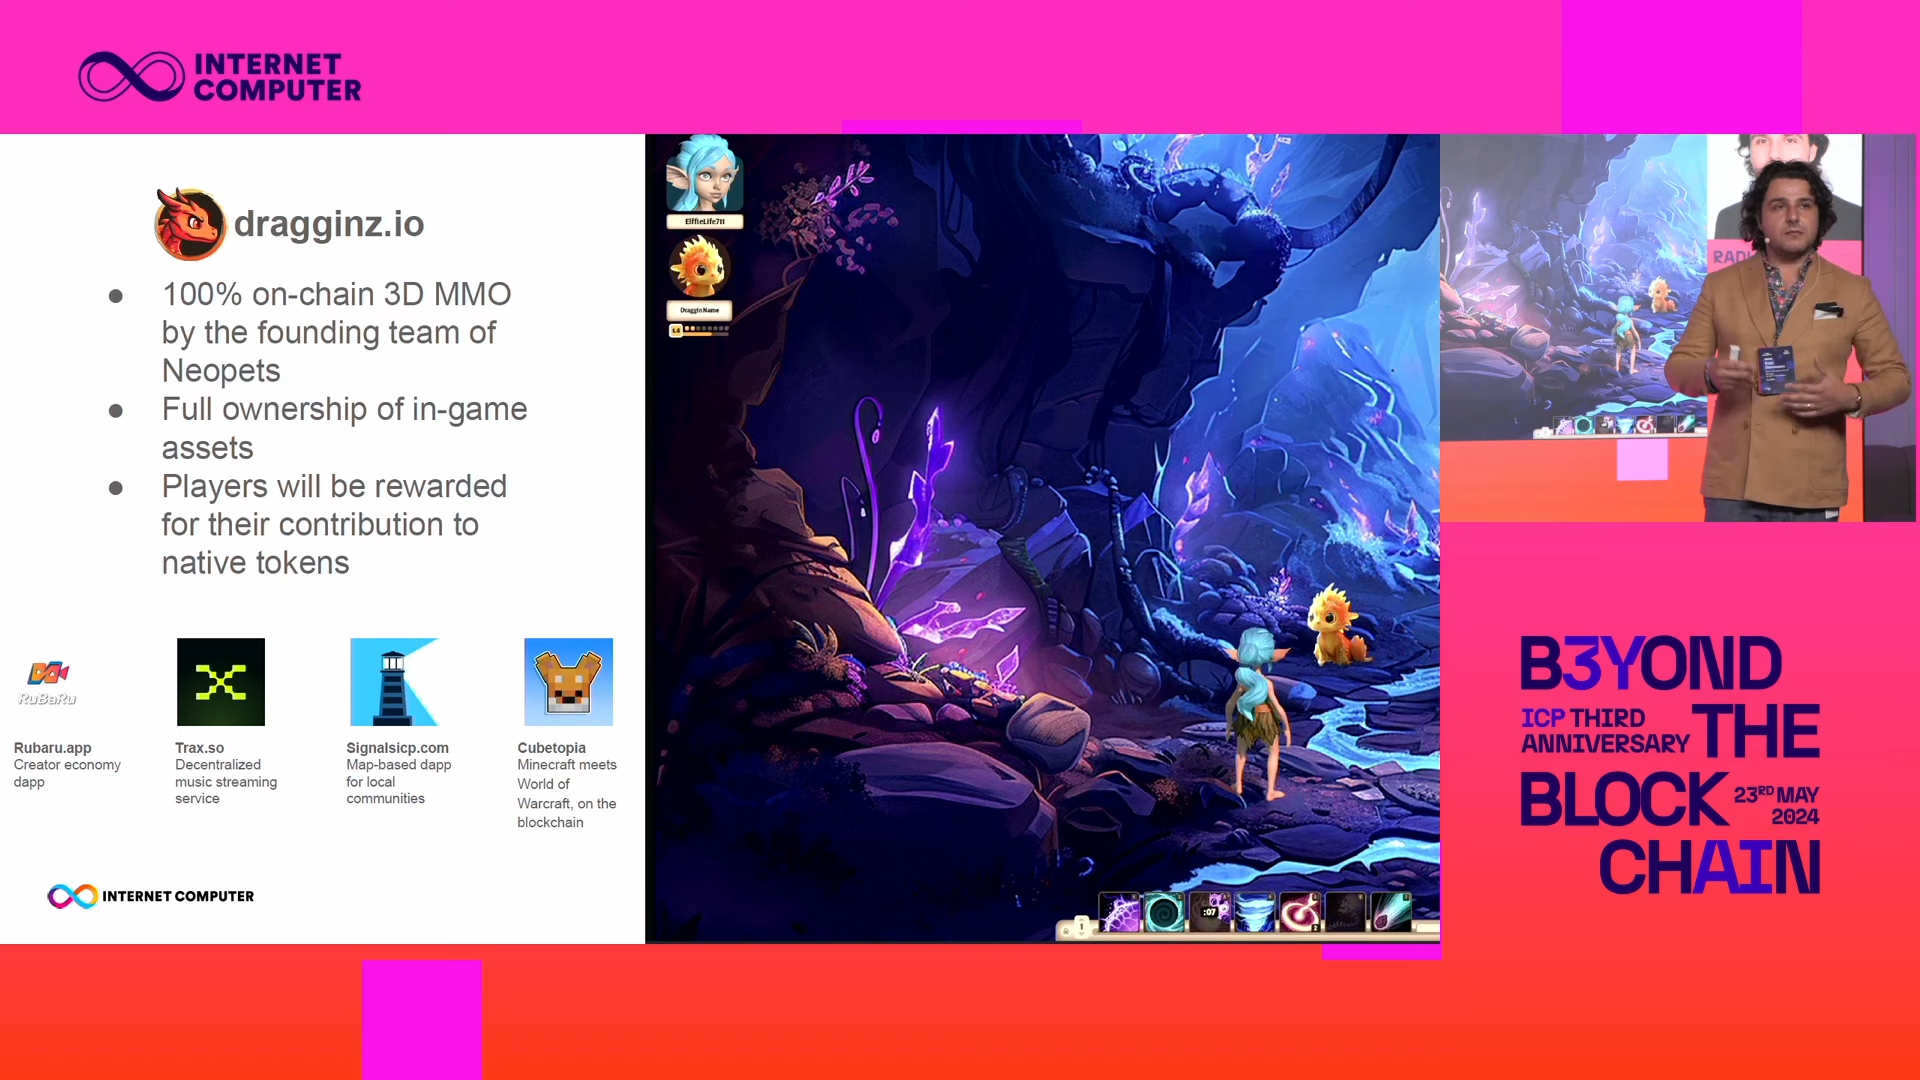 INTERNET
COMPUTER
dragginz.io
● 100% on-chain 3D MMO
by the founding team of
Neopets
● Full ownership of in-game
assets
● Players will be rewarded
for their contribution to
native tokens
RuBaRu
Rubaru.app
Creator economy
dapp
Trax.so
Decentralized
music streaming
service
Signalsicp.com
Map-based dapp
for local
communities
Cubetopia
Minecraft meets
World of
Warcraft, on the
blockchain
INTERNET COMPUTER
ElffieLife711
DragginName
:07
1
RADI
B3YOND
ICP THIRD
ANNIVERSARY THE
BLOCK 23RD MAY
2024
CHAIN